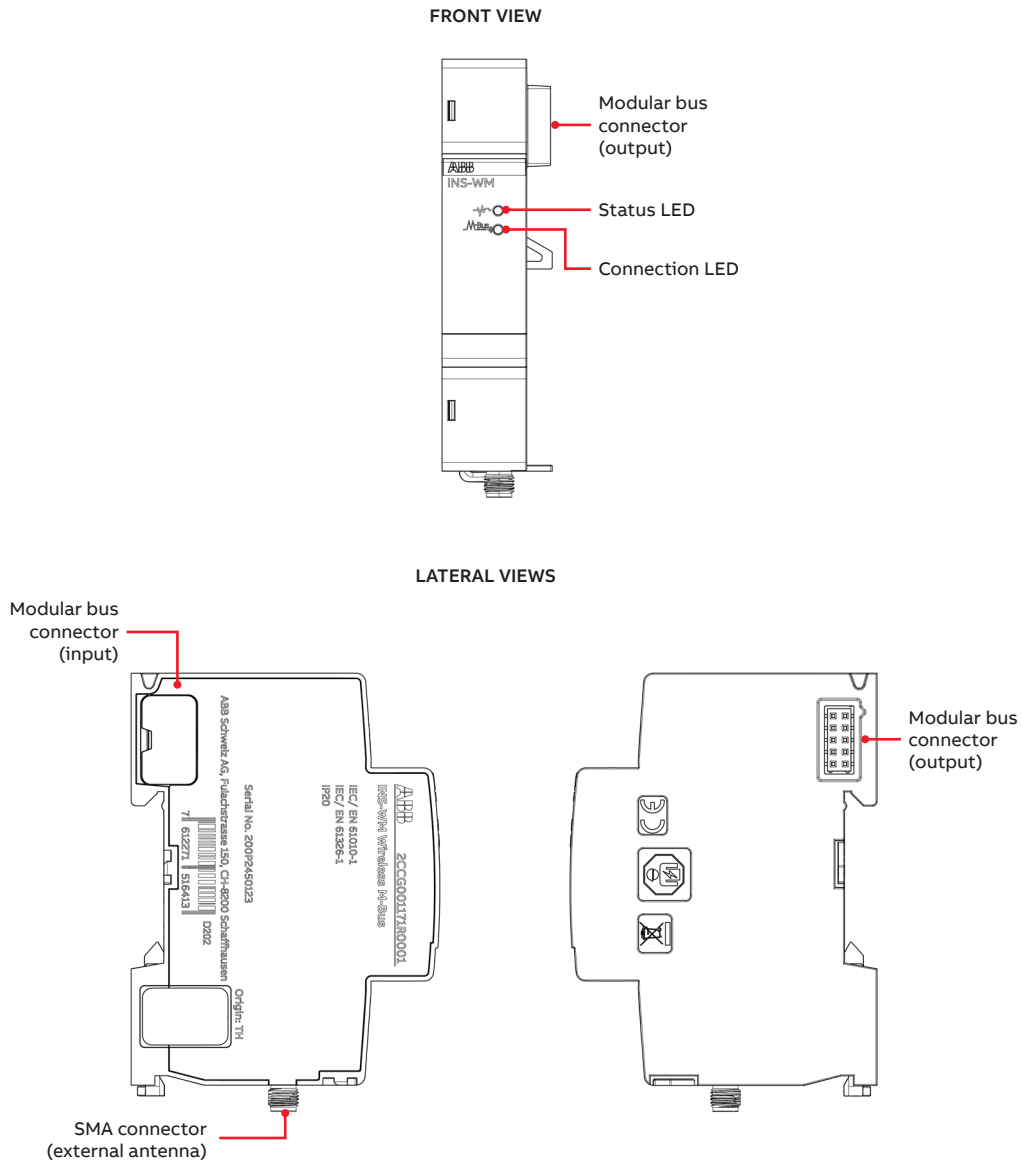 FRONT VIEW
Modular bus
connector
(output)
ABB
INS-WM
Status LED
M-Bus
Connection LED
LATERAL VIEWS
Modular bus
connector
(input)
ABB
2CCG001171R0001
INS-WM Wireless M-Bus
IEC/ EN 61010-1
IEC/ EN 61326-1
IP20
Serial No. 200P2450123
ABB Schweiz AG, Fulachstrasse 150, CH-8200 Schaffhausen
7 612271 516413
D202
Origin: TH
SMA connector
(external antenna)
CE
Modular bus
connector
(output)